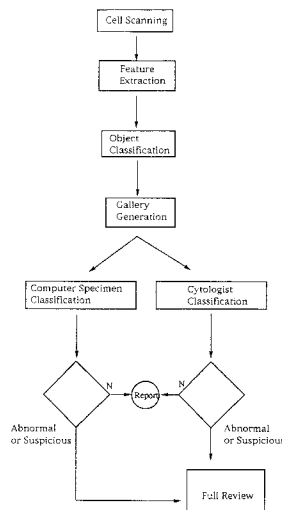 Cell Scanning
Feature
Extraction
Object
Classification
Gallery
Generation
Computer Specimen
Classification
Cytologist
Classification
N
Report
N
Abnormal
or Suspicious
Abnormal
or Suspicious
Full Review